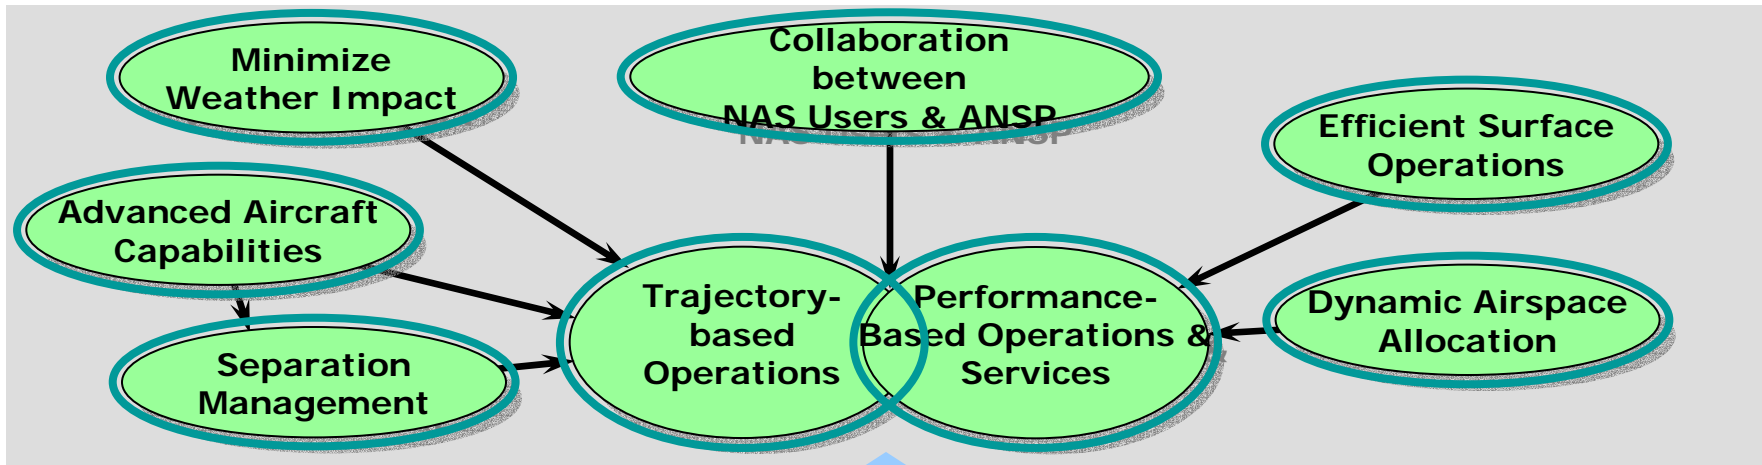 Minimize
Weather Impact
Collaboration
between
NAS Users & ANSP
Efficient Surface
Operations
Advanced Aircraft
Capabilities
Trajectory-
based
Operations
Performance-
Based Operations &
Services
Dynamic Airspace
Allocation
Separation
Management